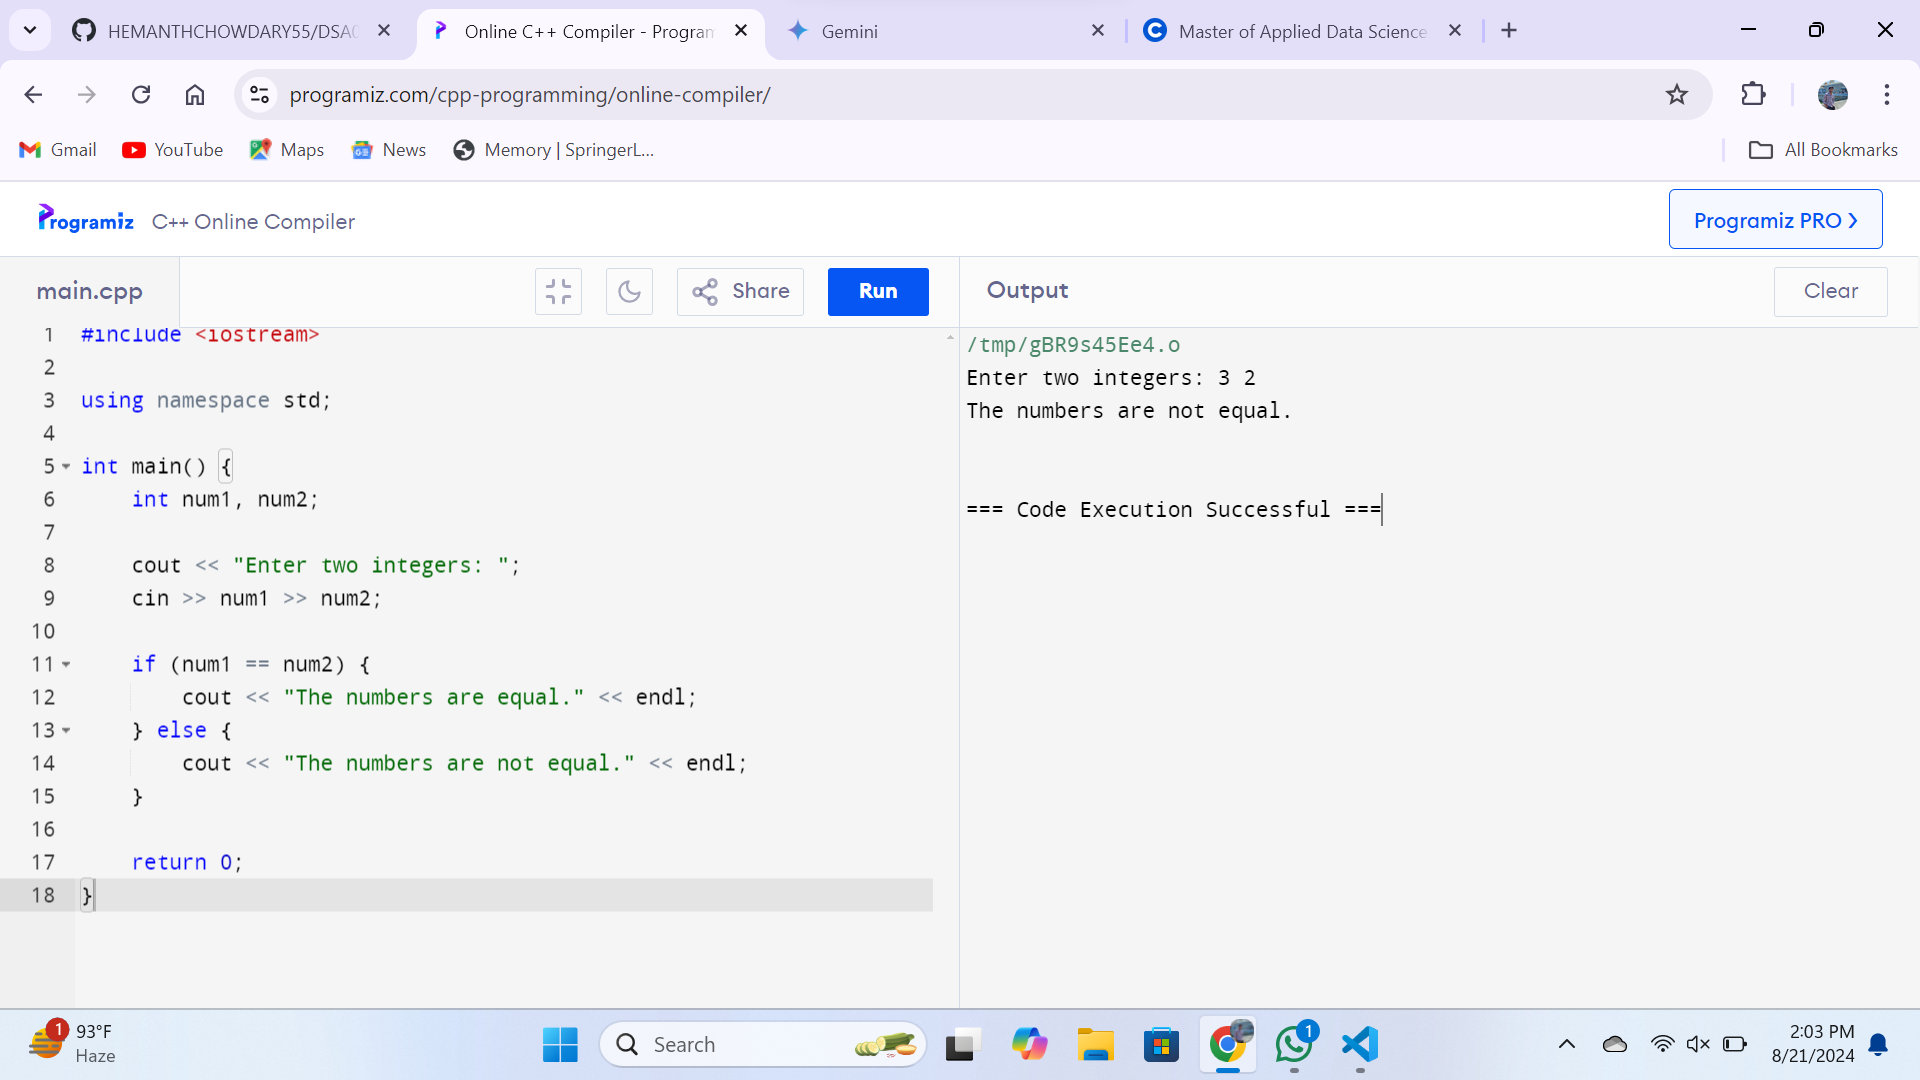 HEMANTHCHOWDARY55/DSA
Online C++ Compiler - Program
Gemini
Master of Applied Data Science
programiz.com/cpp-programming/online-compiler/
Gmail
YouTube
Maps
News
Memory | SpringerL...
All Bookmarks
Programiz
C++ Online Compiler
Programiz PRO >
main.cpp
Share
Run
Output
Clear
1 #include <iostream>
2
3 using namespace std;
4
5 int main() {
6 int num1, num2;
7
8 cout << "Enter two integers: ";
9 cin >> num1 >> num2;
10
11 if (num1 == num2) {
12 cout << "The numbers are equal." << endl;
13 } else {
14 cout << "The numbers are not equal." << endl;
15 }
16
17 return 0;
18 }
/tmp/gBR9s45Ee4.o
Enter two integers: 3 2
The numbers are not equal.
=== Code Execution Successful ===
1
93°F
Haze
Search
1
2:03 PM
8/21/2024